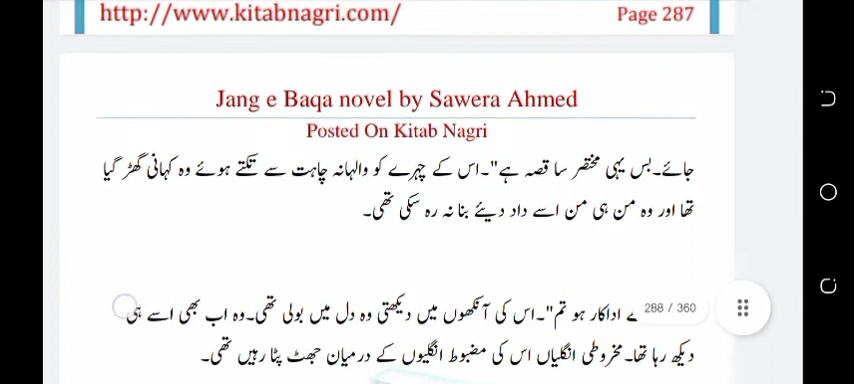 http://www.kitabnagri.com/ Page 287
Jang e Baqa novel by Sawera Ahmed
Posted On Kitab Nagri
جائے۔بس یہی مختصر سا قصہ ہے"۔اس کے چہرے کو والہانہ چاہت سے تکتے ہوئے وہ کہانی گھڑ گیا
تھا اور وہ من ہی من اسے داد دیئے بنا نہ رہ سکی تھی۔
اداکار ہو تم"۔اس کی آنکھوں میں دیکھتی وہ دل میں بولی تھی۔وہ اب بھی اسے ہی
288 / 360
دیکھ رہا تھا۔مخروطی انگلیاں اس کی مضبوط انگلیوں کے درمیان جھٹ پٹا رہیں تھی۔